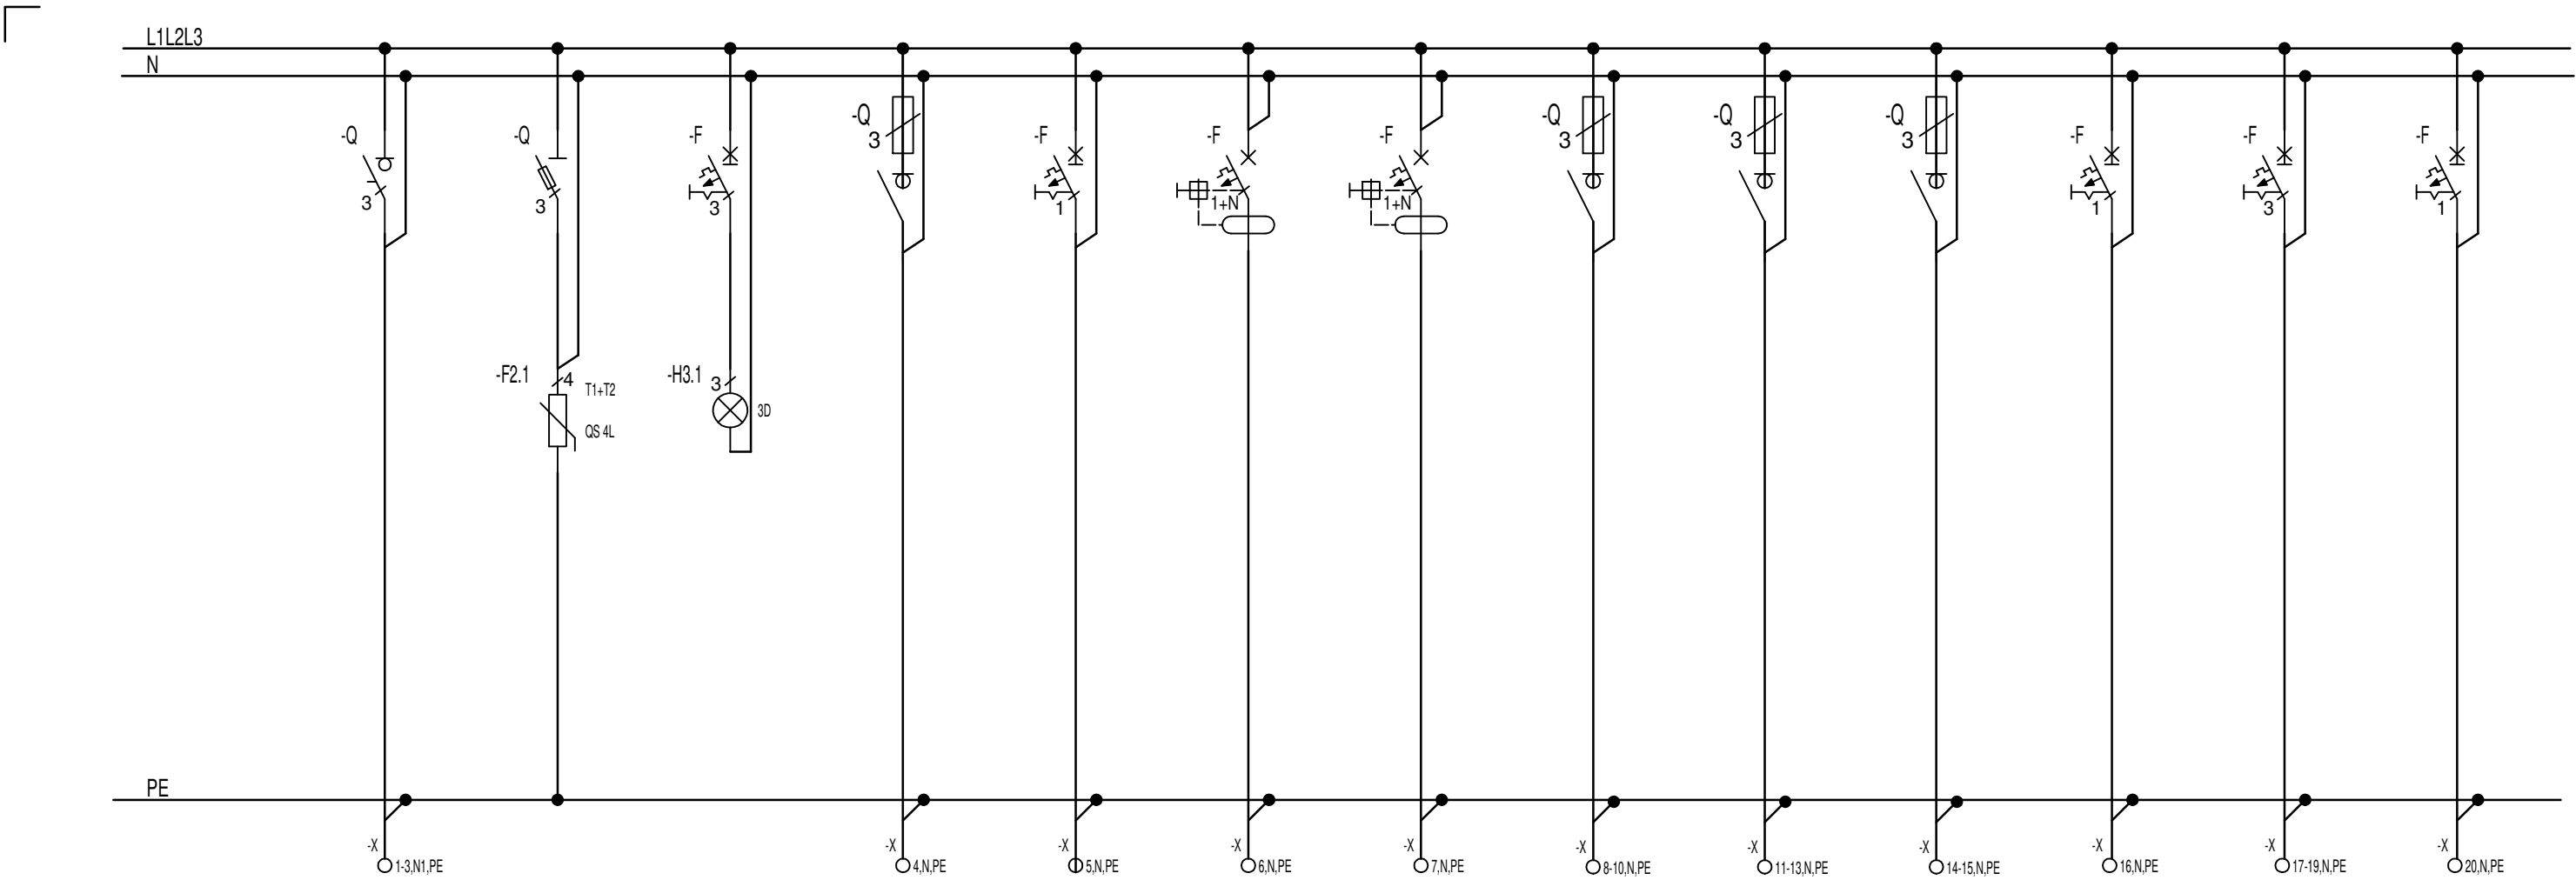 L1L2L3
N
-Q
3
-Q
3
-F
3
-Q
3
-F
1
-F
1+N
-F
1+N
-Q
3
-Q
3
-Q
3
-F
1
-F
3
-F
1
-F2.1
4
T1+T2
QS 4L
-H3.1
3
3D
PE
-X
1-3,N1,PE
-X
4,N,PE
-X
5,N,PE
-X
6,N,PE
-X
7,N,PE
-X
8-10,N,PE
-X
11-13,N,PE
-X
14-15,N,PE
-X
16,N,PE
-X
17-19,N,PE
-X
20,N,PE